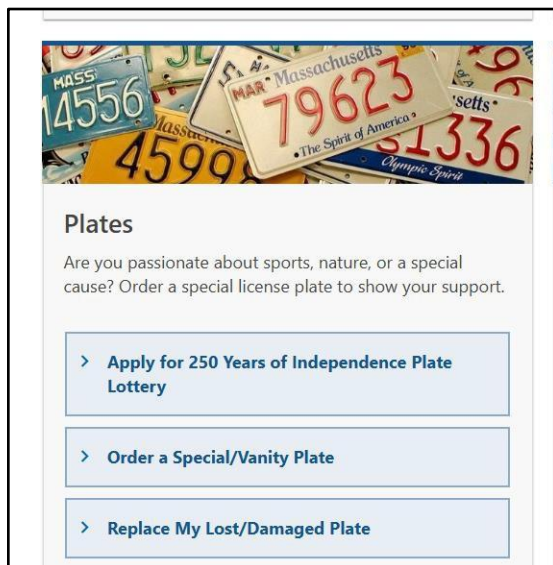 MASS
14556
MAR Massachusetts
79623
The Spirit of America
4599
setts
1336
Olympic Spirit
Plates
Are you passionate about sports, nature, or a special
cause? Order a special license plate to show your support.
Apply for 250 Years of Independence Plate
Lottery
Order a Special/Vanity Plate
Replace My Lost/Damaged Plate